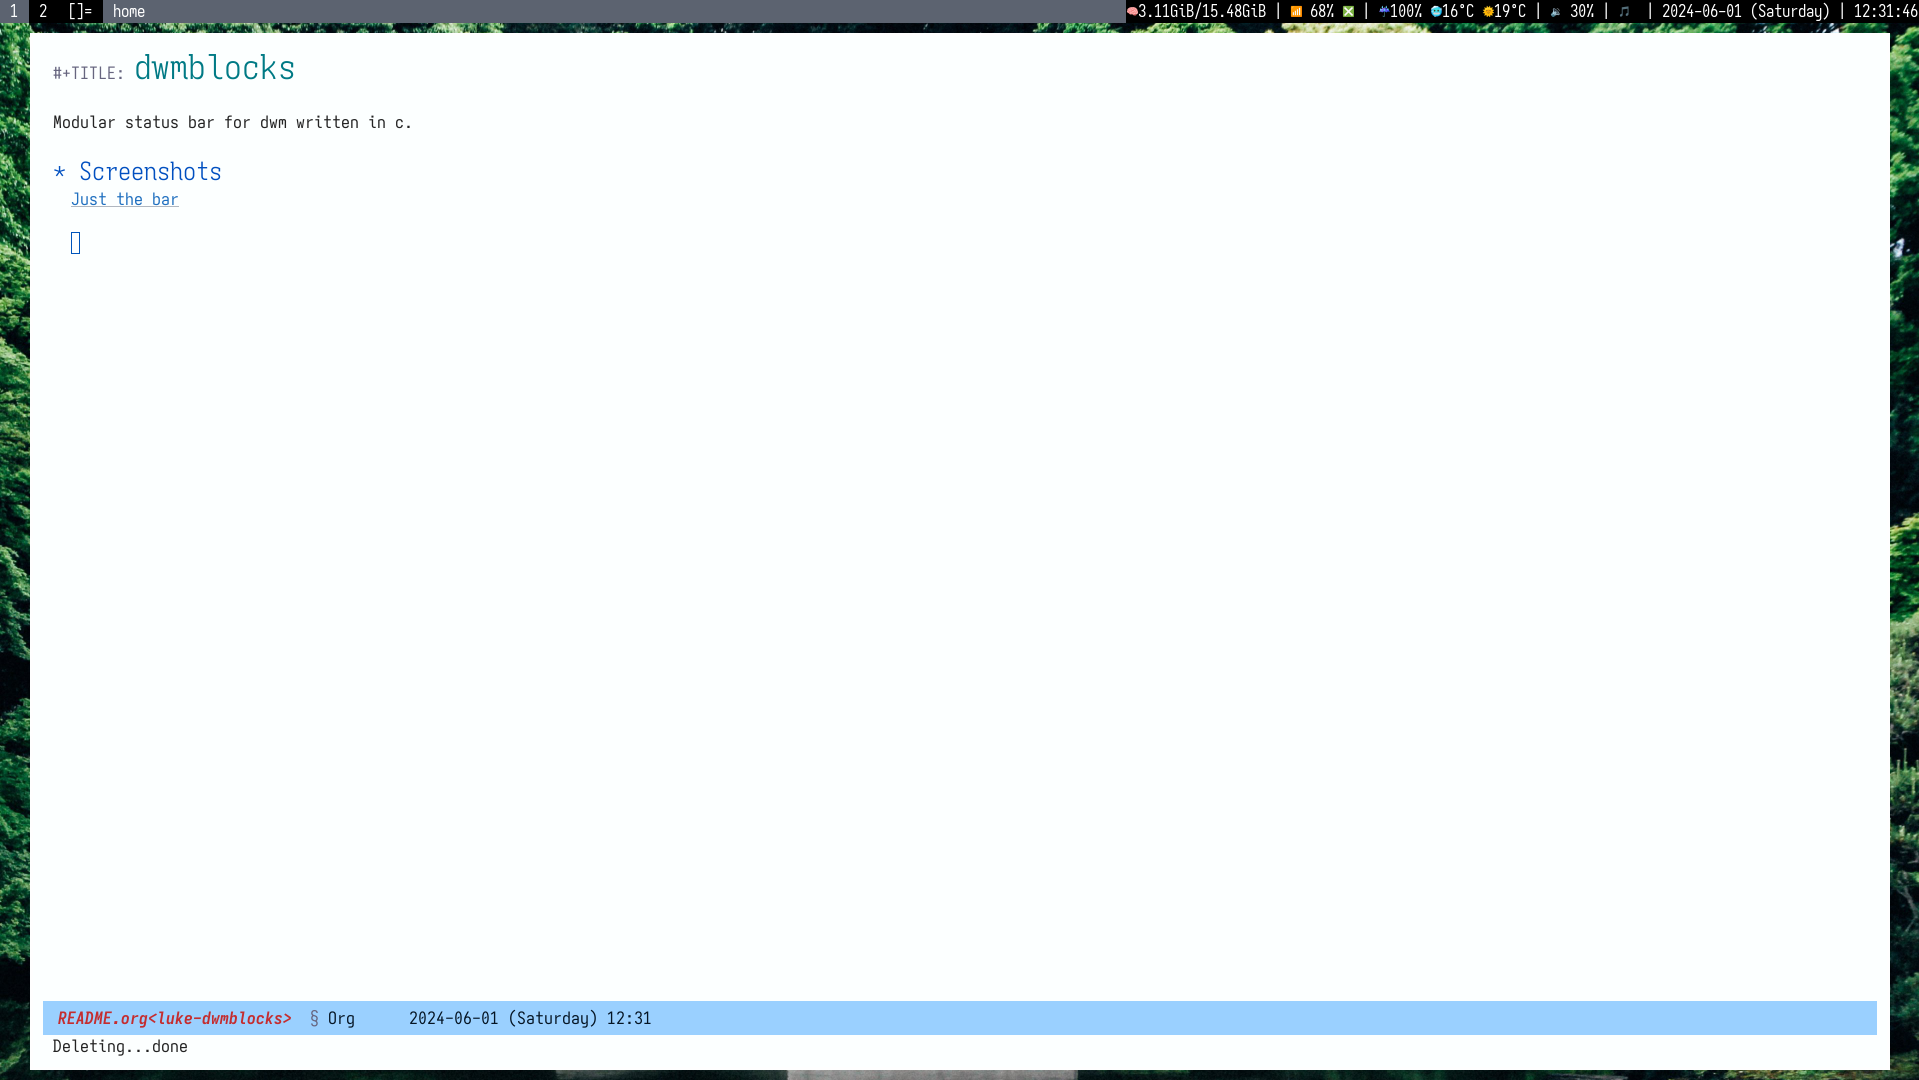 1 2 []= home 3.11GiB/15.48GiB | 68% | 100% 16°C 19°C | 30% | | 2024-06-01 (Saturday) | 12:31:46
#+TITLE: dwmblocks
Modular status bar for dwm written in c.
* Screenshots
Just the bar
README.org<luke-dwmblocks> § Org 2024-06-01 (Saturday) 12:31
Deleting...done